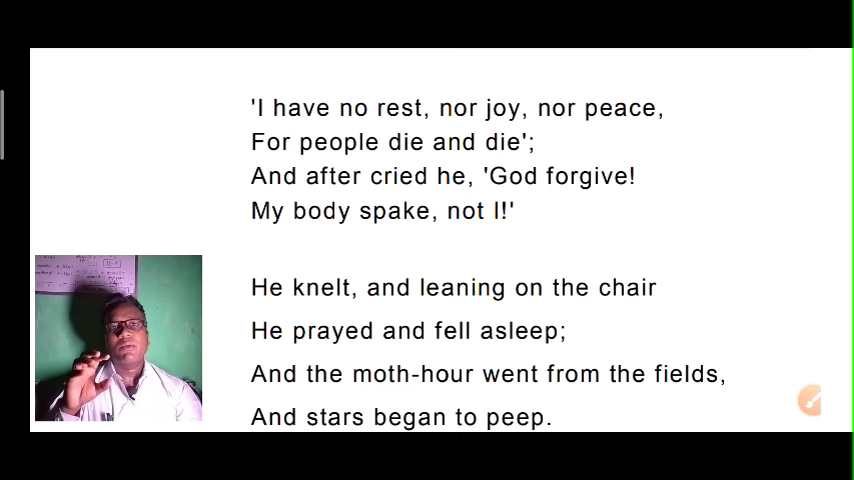 'I have no rest, nor joy, nor peace,
For people die and die';
And after cried he, 'God forgive!
My body spake, not I!'
He knelt, and leaning on the chair
He prayed and fell asleep;
And the moth-hour went from the fields,
And stars began to peep.